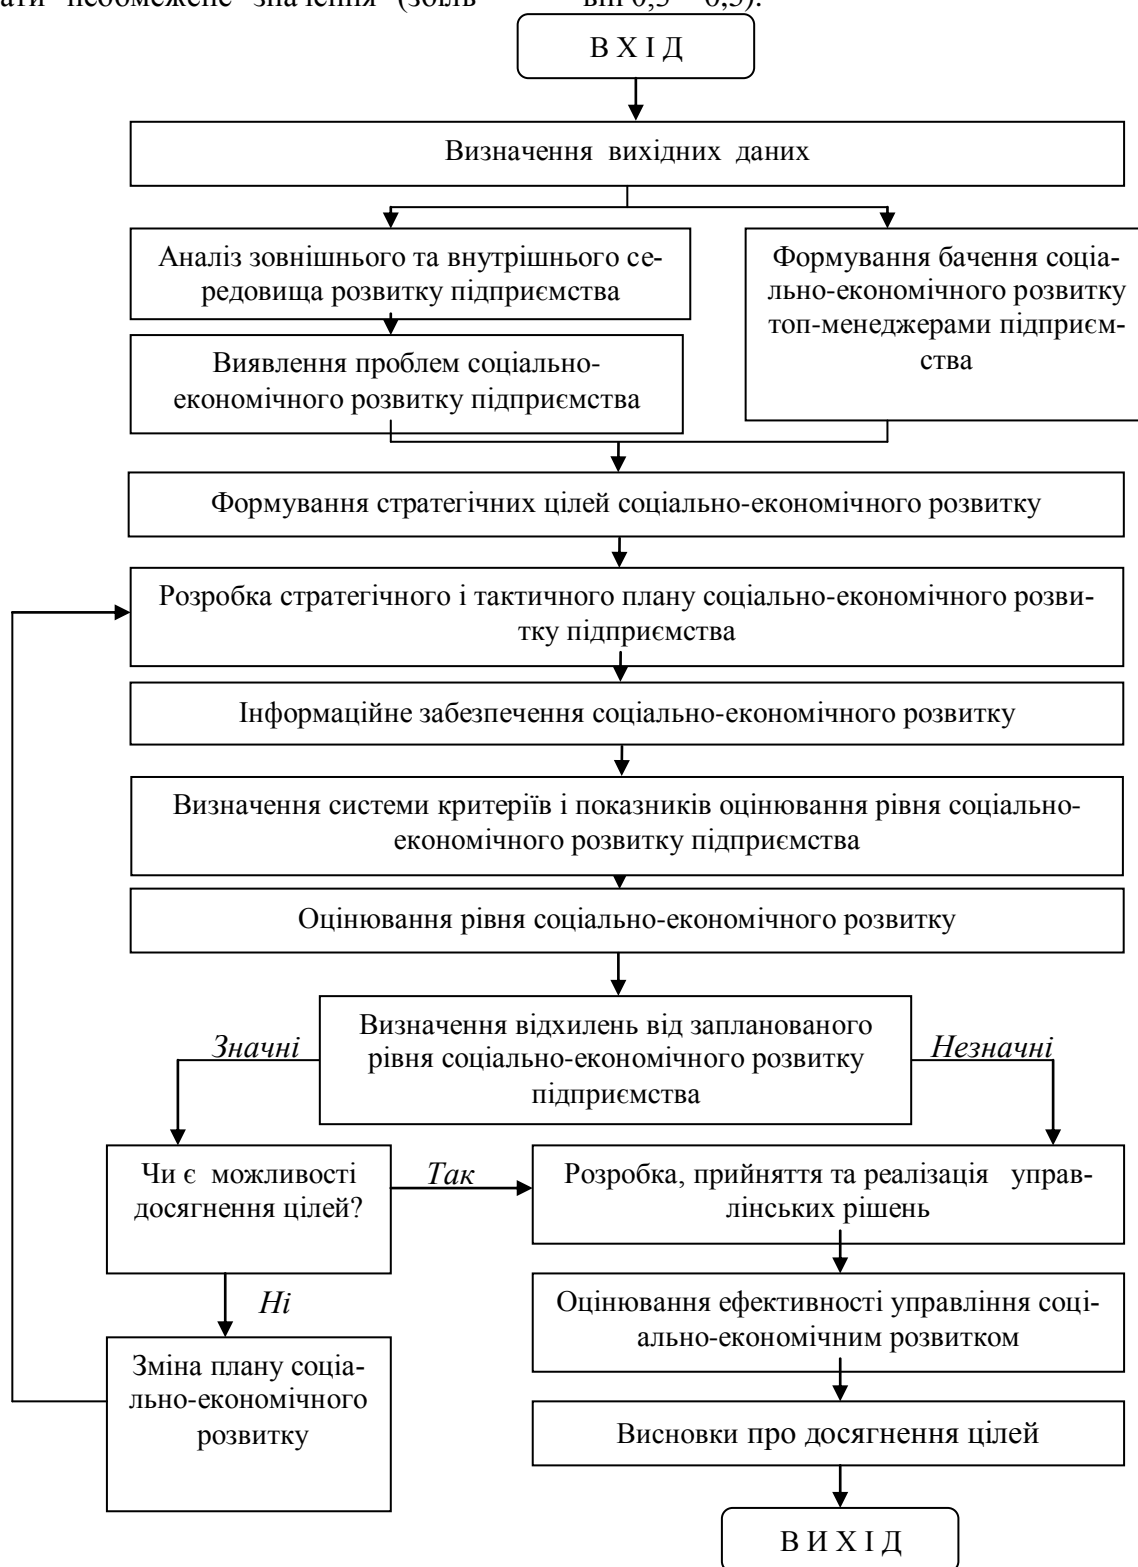 необмежене значення
В Х І Д
Визначення вихідних даних
Аналіз зовнішнього та внутрішнього се-
редовища розвитку підприємства
Формування бачення соціа-
льно-економічного розвитку
топ-менеджерами підприєм-
ства
Виявлення проблем соціально-
економічного розвитку підприємства
Формування стратегічних цілей соціально-економічного розвитку
Розробка стратегічного і тактичного плану соціально-економічного розви-
тку підприємства
Інформаційне забезпечення соціально-економічного розвитку
Визначення системи критеріїв і показників оцінювання рівня соціально-
економічного розвитку підприємства
Оцінювання рівня соціально-економічного розвитку
Визначення відхилень від запланованого
рівня соціально-економічного розвитку
підприємства
Значні
Незначні
Чи є можливості
досягнення цілей?
Так
Розробка, прийняття та реалізація управ-
лінських рішень
Ні
Оцінювання ефективності управління соці-
ально-економічним розвитком
Зміна плану соціа-
льно-економічного
розвитку
Висновки про досягнення цілей
В И Х І Д